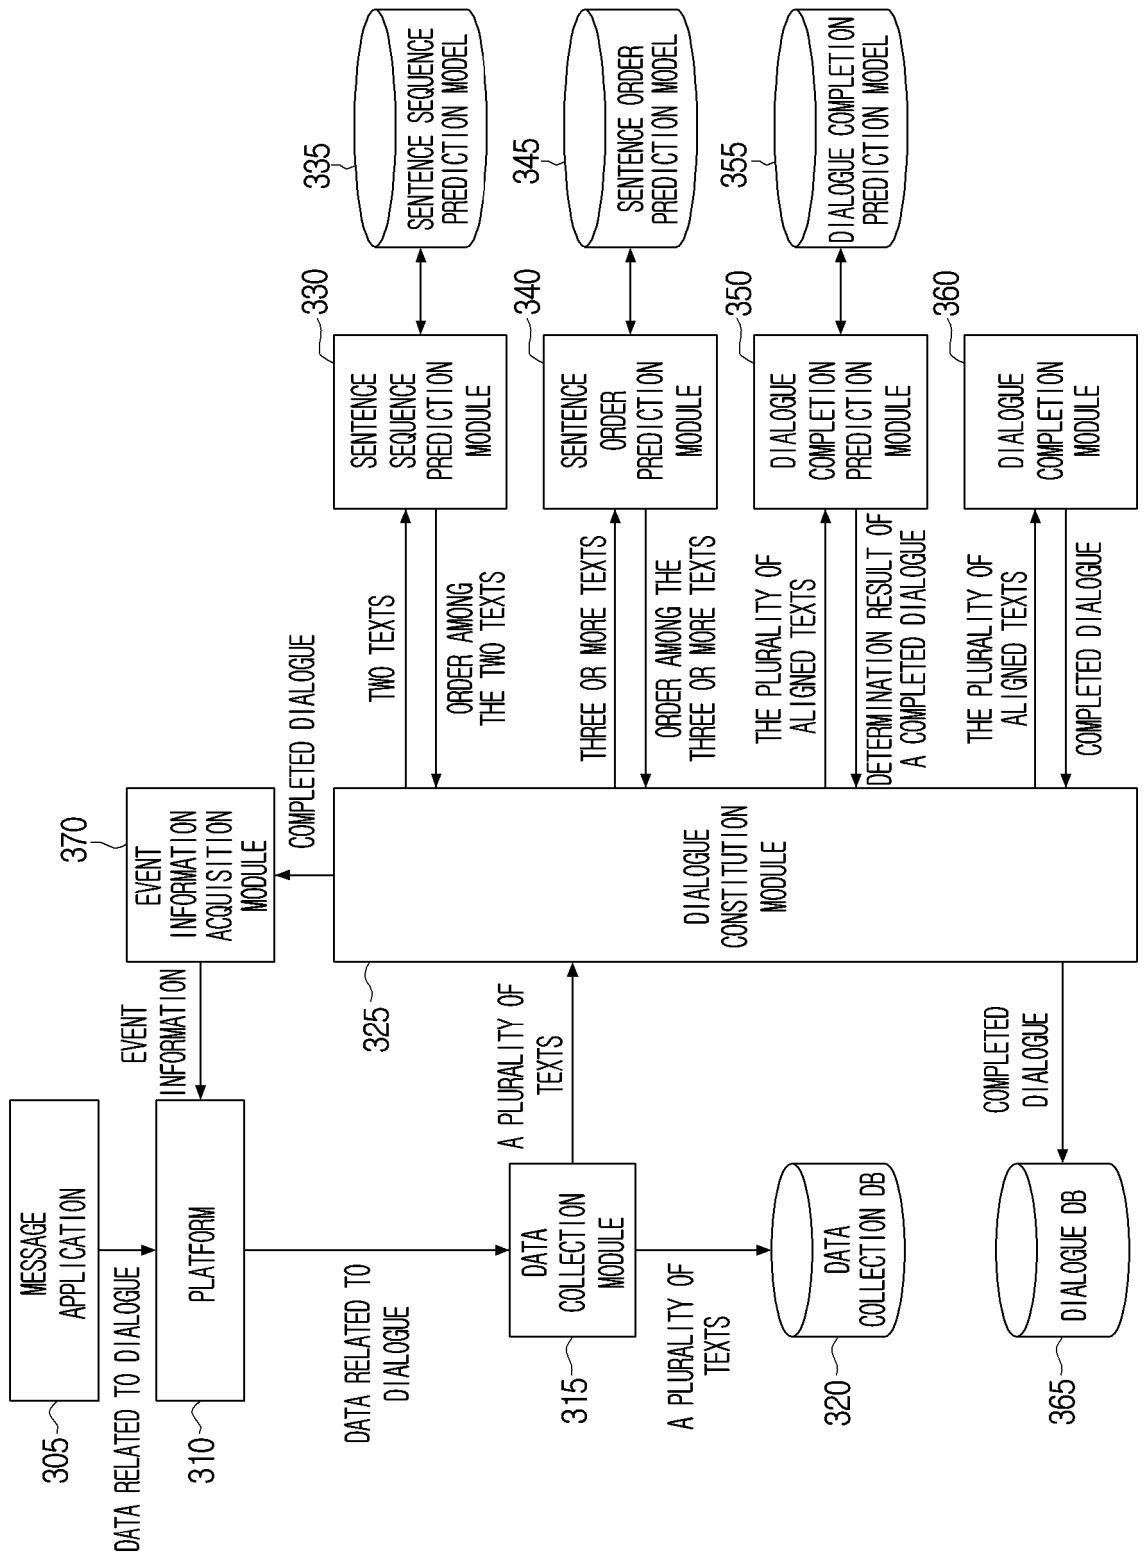 305
MESSAGE
APPLICATION
DATA RELATED TO DIALOGUE
310
PLATFORM
EVENT
INFORMATION
370
EVENT
INFORMATION
ACQUISITION
MODULE
COMPLETED DIALOGUE
DATA RELATED TO
DIALOGUE
315
DATA
COLLECTION
MODULE
A PLURALITY OF
TEXTS
A PLURALITY OF
TEXTS
320
DATA
COLLECTION DB
325
DIALOGUE
CONSTITUTION
MODULE
COMPLETED
DIALOGUE
365
DIALOGUE DB
TWO TEXTS
ORDER AMONG
THE TWO TEXTS
330
SENTENCE
SEQUENCE
PREDICTION
MODULE
335
SENTENCE SEQUENCE
PREDICTION MODEL
THREE OR MORE TEXTS
ORDER AMONG THE
THREE OR MORE TEXTS
340
SENTENCE
ORDER
PREDICTION
MODULE
345
SENTENCE ORDER
PREDICTION MODEL
THE PLURALITY OF
ALIGNED TEXTS
DETERMINATION RESULT OF
A COMPLETED DIALOGUE
350
DIALOGUE
COMPLETION
PREDICTION
MODULE
355
DIALOGUE COMPLETION
PREDICTION MODEL
THE PLURALITY OF
ALIGNED TEXTS
COMPLETED DIALOGUE
360
DIALOGUE
COMPLETION
MODULE